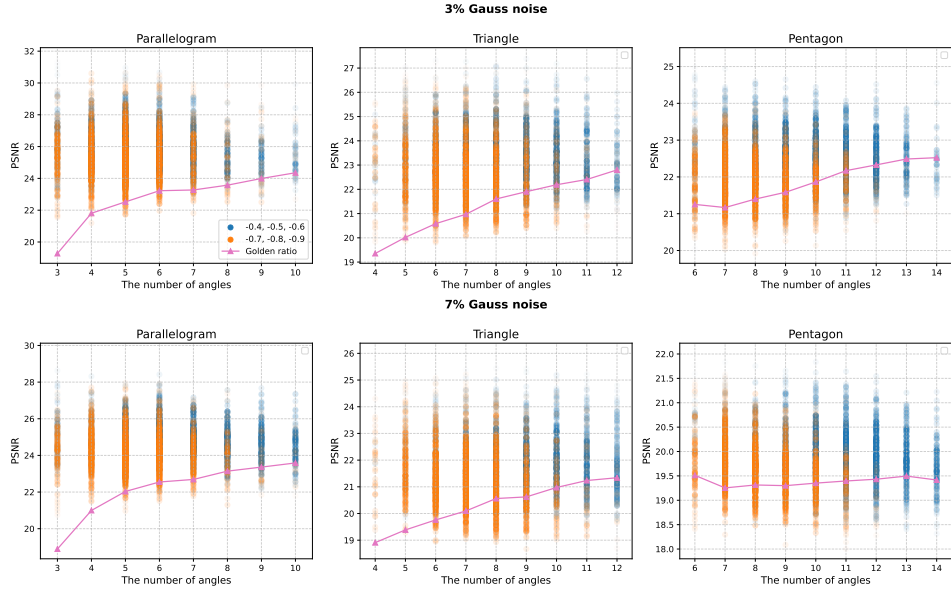 3% Gauss noise
Parallelogram
PSNR
32
30
28
26
24
22
20
3 4 5 6 7 8 9 10
The number of angles
-0.4, -0.5, -0.6
-0.7, -0.8, -0.9
Golden ratio
Triangle
PSNR
27
26
25
24
23
22
21
20
19
4 5 6 7 8 9 10 11 12
The number of angles
Pentagon
PSNR
25
24
23
22
21
20
6 7 8 9 10 11 12 13 14
The number of angles
7% Gauss noise
Parallelogram
PSNR
30
28
26
24
22
20
3 4 5 6 7 8 9 10
The number of angles
Triangle
PSNR
26
25
24
23
22
21
20
19
4 5 6 7 8 9 10 11 12
The number of angles
Pentagon
PSNR
22.0
21.5
21.0
20.5
20.0
19.5
19.0
18.5
18.0
6 7 8 9 10 11 12 13 14
The number of angles